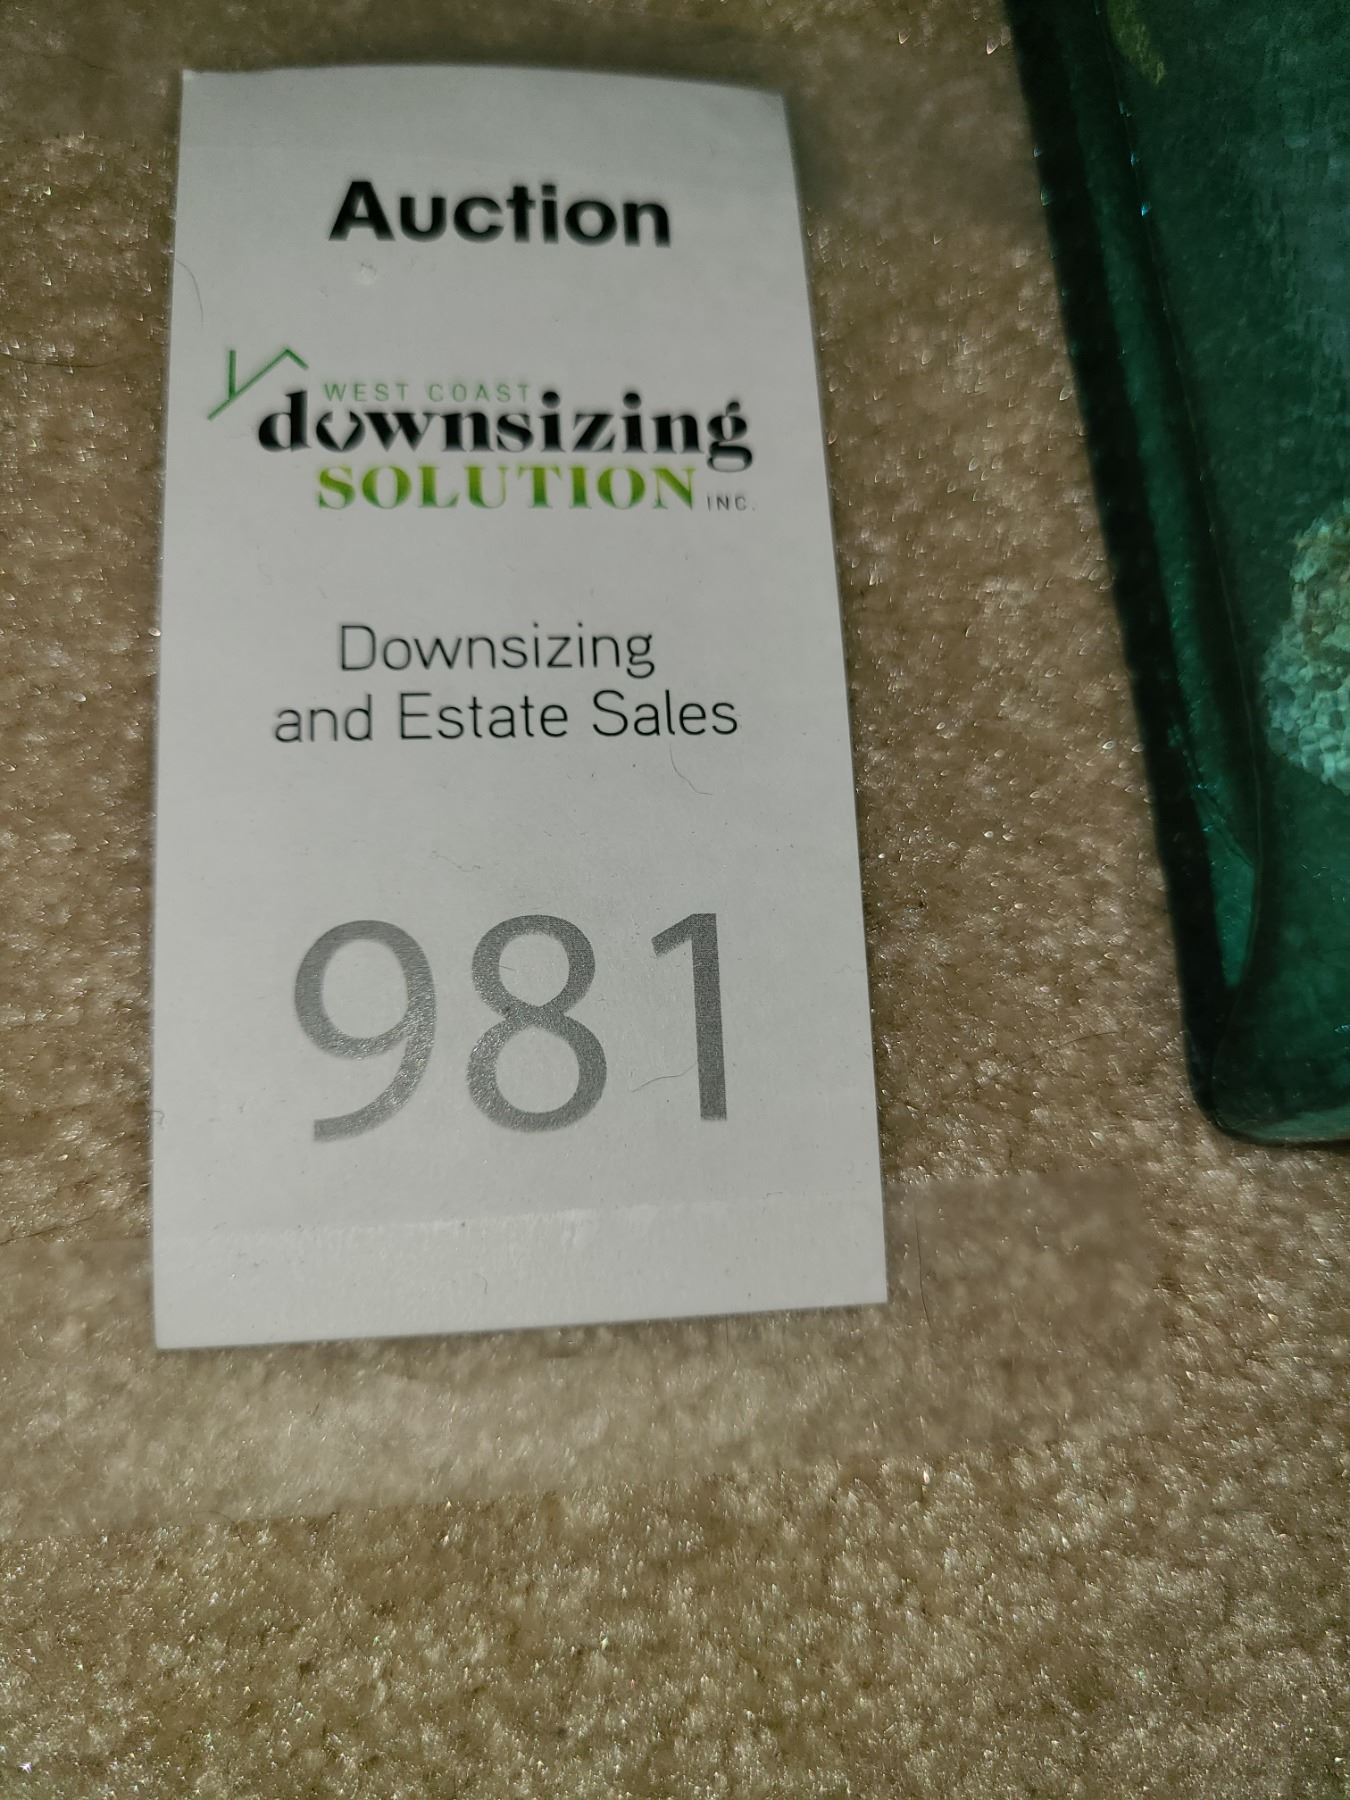 Auction
WEST COAST
downsizing
SOLUTION INC.
Downsizing
and Estate Sales
981